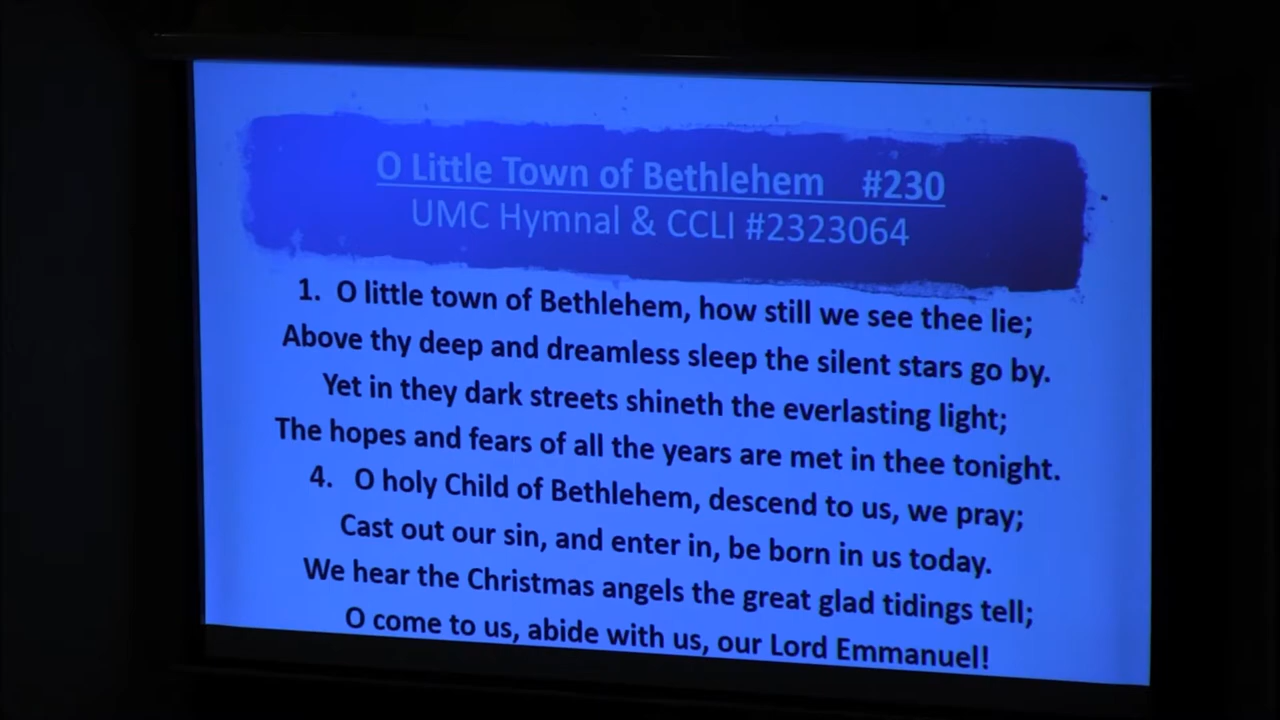 O Little Town of Bethlehem #230
UMC Hymnal & CCLI #2323064
1. O little town of Bethlehem, how still we see thee lie;
Above thy deep and dreamless sleep the silent stars go by.
Yet in they dark streets shineth the everlasting light;
The hopes and fears of all the years are met in thee tonight.
4. O holy Child of Bethlehem, descend to us, we pray;
Cast out our sin, and enter in, be born in us today.
We hear the Christmas angels the great glad tidings tell;
O come to us, abide with us, our Lord Emmanuel!